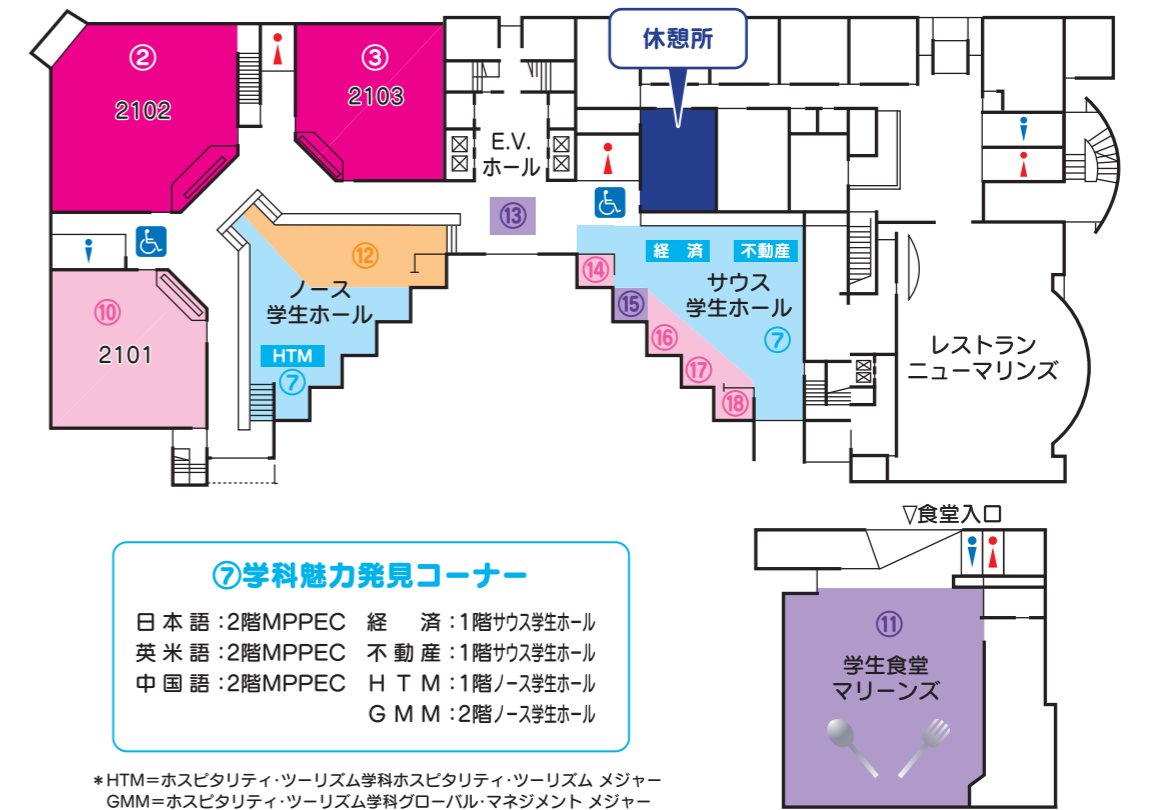 休憩所
②
2102
③
2103
E.V.
ホール
⑬
⑫
ノース
学生ホール
HTM
⑦
⑩
2101
経 済
不動産
サウス
学生ホール
⑦
⑭
⑮
⑯
⑰
⑱
レストラン
ニューマリンズ
▽食堂入口
⑪
学生食堂
マリーンズ
⑦学科魅力発見コーナー
日本語：2階MPPEC 経 済：1階サウス学生ホール
英米語：2階MPPEC 不動産：1階サウス学生ホール
中国語：2階MPPEC H T M：1階ノース学生ホール
G M M：2階ノース学生ホール
＊HTM＝ホスピタリティ・ツーリズム学科ホスピタリティ・ツーリズム メジャー
GMM＝ホスピタリティ・ツーリズム学科グローバル・マネジメント メジャー